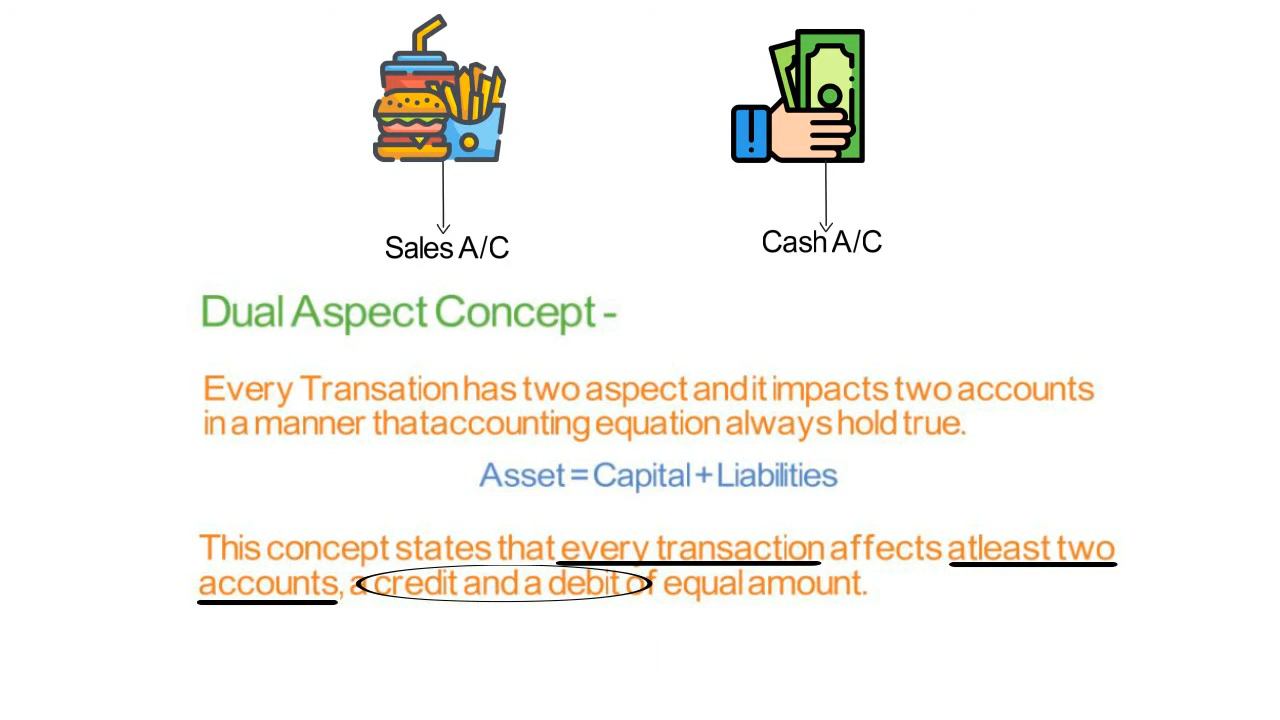 Sales A/C
Cash A/C
Dual Aspect Concept -
Every Transation has two aspect and it impacts two accounts
in a manner that accounting equation always hold true.
Asset = Capital + Liabilities
This concept states that every transaction affects atleast two
accounts, a credit and a debit of equal amount.